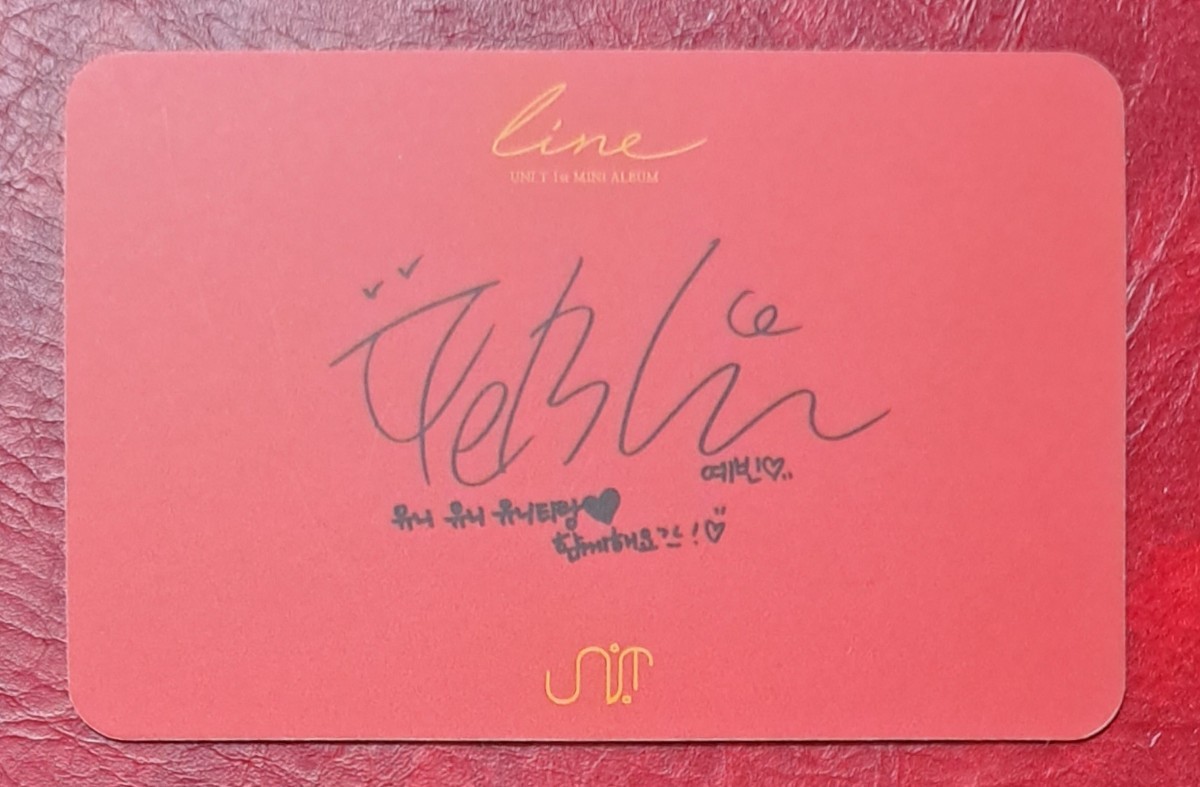 line
UNI.T 1st MINI ALBUM
YeBin
예빈♡..
유니 유니 유니티랑♥
함께해요 ! ♡
UNI.T